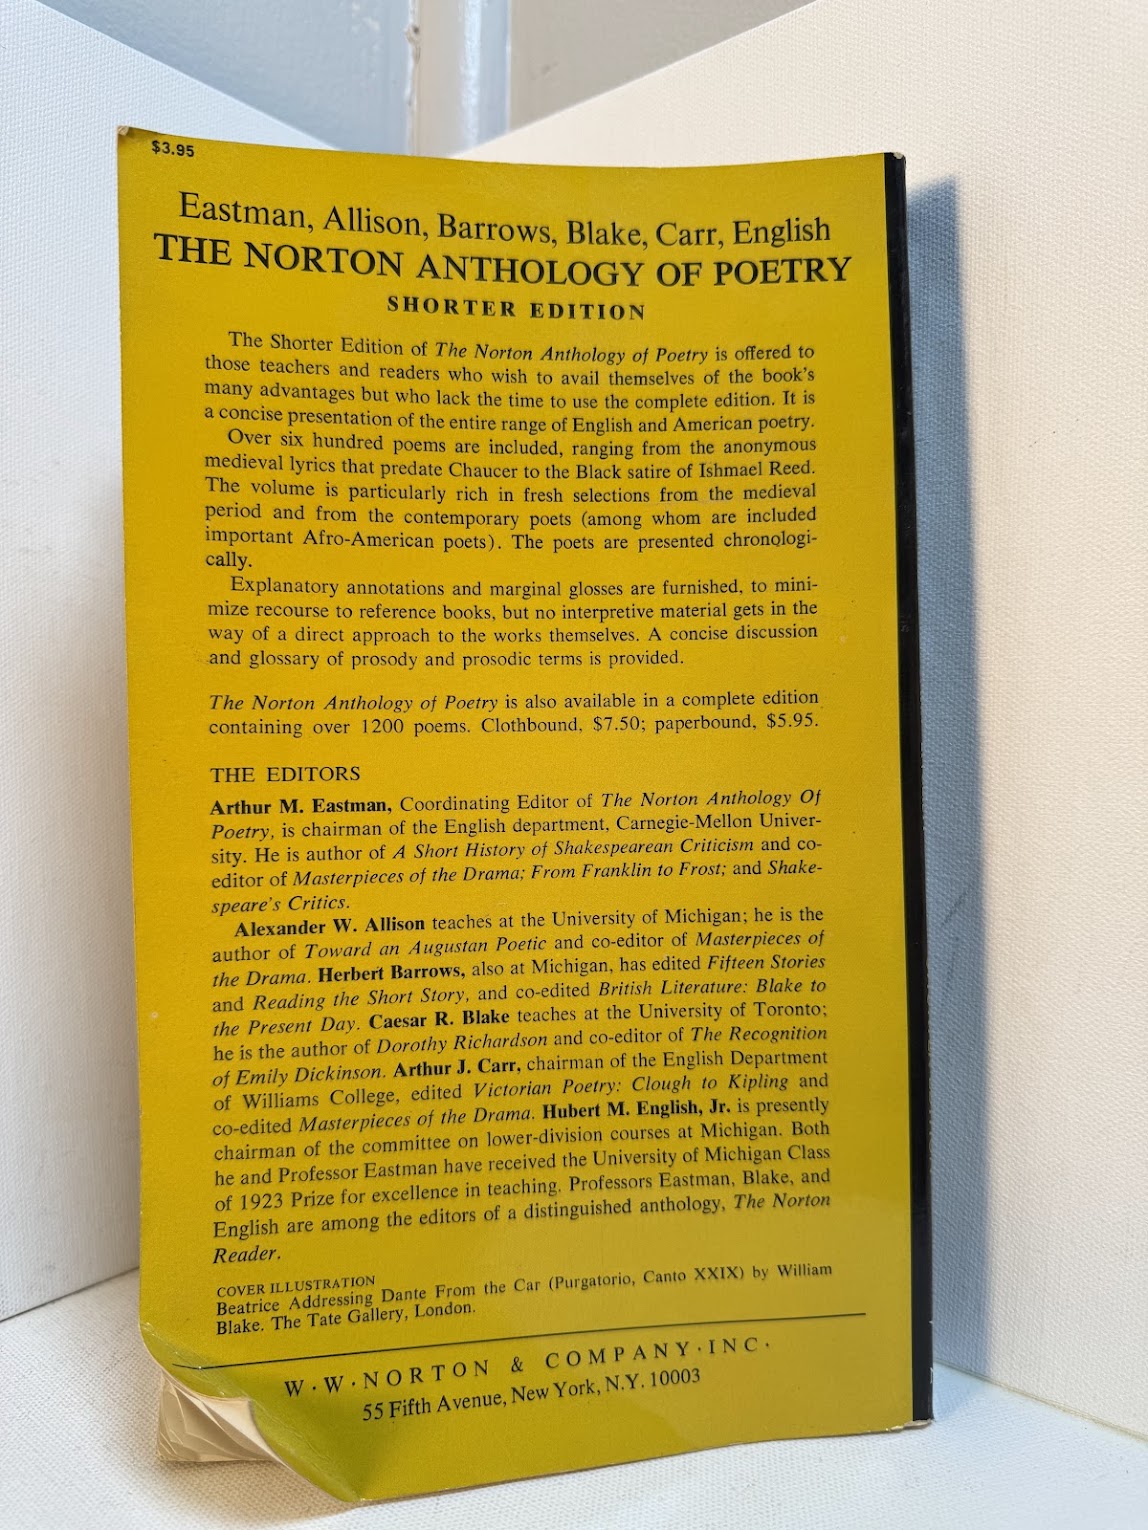 $3.95
Eastman, Allison, Barrows, Blake, Carr, English
THE NORTON ANTHOLOGY OF POETRY
SHORTER EDITION
The Shorter Edition of The Norton Anthology of Poetry is offered to
those teachers and readers who wish to avail themselves of the book's
many advantages but who lack the time to use the complete edition. It is
a concise presentation of the entire range of English and American poetry.
Over six hundred poems are included, ranging from the anonymous
medieval lyrics that predate Chaucer to the Black satire of Ishmael Reed.
The volume is particularly rich in fresh selections from the medieval
period and from the contemporary poets (among whom are included
important Afro-American poets). The poets are presented chronologi-
cally.
Explanatory annotations and marginal glosses are furnished, to mini-
mize recourse to reference books, but no interpretive material gets in the
way of a direct approach to the works themselves. A concise discussion
and glossary of prosody and prosodic terms is provided.
The Norton Anthology of Poetry is also available in a complete edition
containing over 1200 poems. Clothbound, $7.50; paperbound, $5.95.
THE EDITORS
Arthur M. Eastman, Coordinating Editor of The Norton Anthology Of
Poetry, is chairman of the English department, Carnegie-Mellon Univer-
sity. He is author of A Short History of Shakespearean Criticism and co-
editor of Masterpieces of the Drama; From Franklin to Frost; and Shake-
speare's Critics.
Alexander W. Allison teaches at the University of Michigan; he is the
author of Toward an Augustan Poetic and co-editor of Masterpieces of
the Drama. Herbert Barrows, also at Michigan, has edited Fifteen Stories
and Reading the Short Story, and co-edited British Literature: Blake to
the Present Day. Caesar R. Blake teaches at the University of Toronto;
he is the author of Dorothy Richardson and co-editor of The Recognition
of Emily Dickinson. Arthur J. Carr, chairman of the English Department
of Williams College, edited Victorian Poetry: Clough to Kipling and
co-edited Masterpieces of the Drama. Hubert M. English, Jr. is presently
chairman of the committee on lower-division courses at Michigan. Both
he and Professor Eastman have received the University of Michigan Class
of 1923 Prize for excellence in teaching. Professors Eastman, Blake, and
English are among the editors of a distinguished anthology, The Norton
Reader.
COVER ILLUSTRATION
Beatrice Addressing Dante From the Car (Purgatorio, Canto XXIX) by William
Blake. The Tate Gallery, London.
W · W · NORTON & COMPANY · INC ·
55 Fifth Avenue, New York, N.Y. 10003